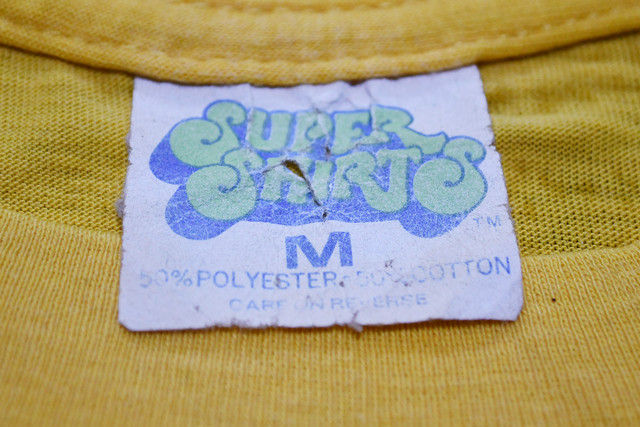 SUPER
SHIRTS
TM
M
50% POLYESTER-50% COTTON
CARE ON REVERSE